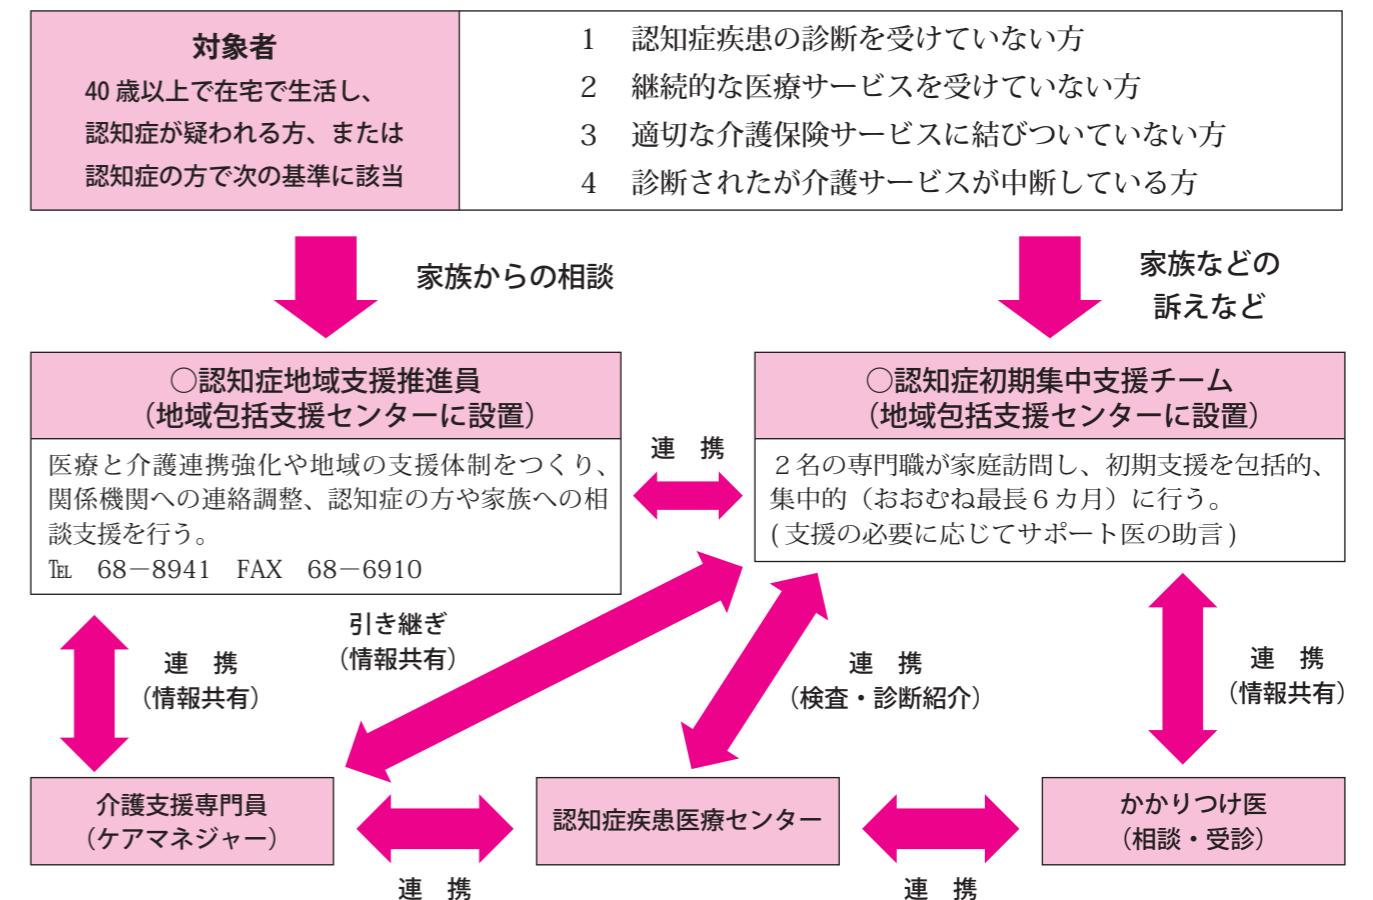 対象者
40 歳以上で在宅で生活し、
認知症が疑われる方、または
認知症の方で次の基準に該当
1 認知症疾患の診断を受けていない方
2 継続的な医療サービスを受けていない方
3 適切な介護保険サービスに結びついていない方
4 診断されたが介護サービスが中断している方
家族からの相談
家族などの
訴えなど
○認知症地域支援推進員
（地域包括支援センターに設置）
医療と介護連携強化や地域の支援体制をつくり、
関係機関への連絡調整、認知症の方や家族への相
談支援を行う。
℡ 68－8941 FAX 68－6910
連 携
○認知症初期集中支援チーム
（地域包括支援センターに設置）
２名の専門職が家庭訪問し、初期支援を包括的、
集中的（おおむね最長６カ月）に行う。
(支援の必要に応じてサポート医の助言)
連 携
（情報共有）
引き継ぎ
（情報共有）
連 携
（検査・診断紹介）
連 携
（情報共有）
介護支援専門員
（ケアマネジャー）
連 携
認知症疾患医療センター
連 携
かかりつけ医
（相談・受診）